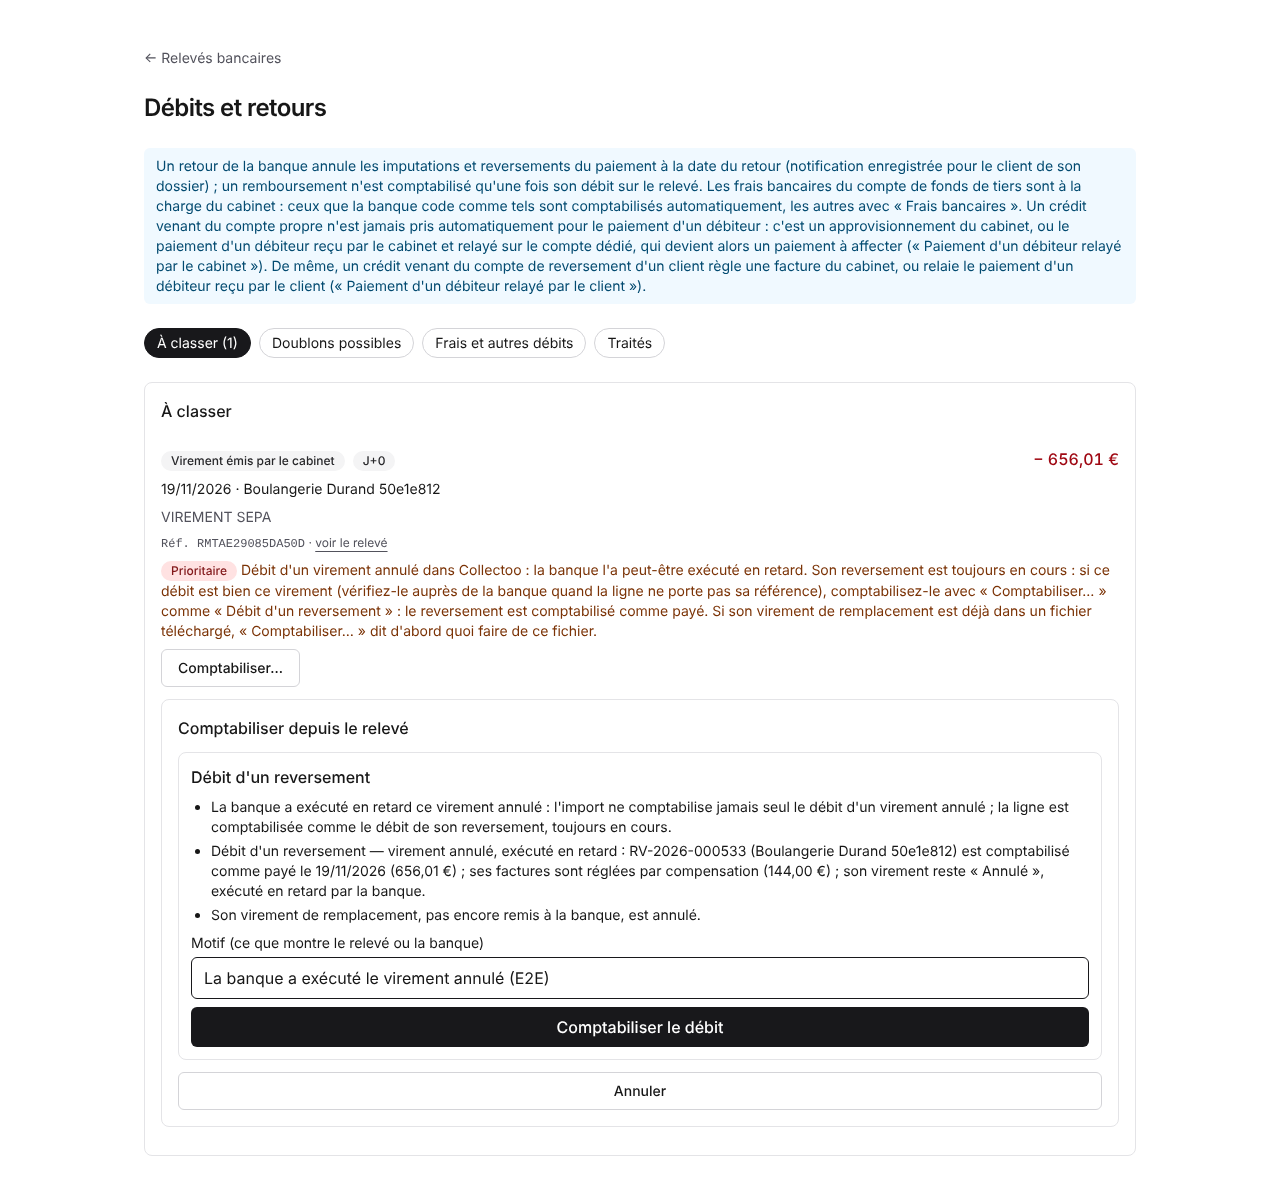 ← Relevés bancaires
Débits et retours
Un retour de la banque annule les imputations et reversements du paiement à la date du retour (notification enregistrée pour le client de son
dossier) ; un remboursement n'est comptabilisé qu'une fois son débit sur le relevé. Les frais bancaires du compte de fonds de tiers sont à la
charge du cabinet : ceux que la banque code comme tels sont comptabilisés automatiquement, les autres avec « Frais bancaires ». Un crédit
venant du compte propre n'est jamais pris automatiquement pour le paiement d'un débiteur : c'est un approvisionnement du cabinet, ou le
paiement d'un débiteur reçu par le cabinet et relayé sur le compte dédié, qui devient alors un paiement à affecter (« Paiement d'un débiteur relayé
par le cabinet »). De même, un crédit venant du compte de reversement d'un client règle une facture du cabinet, ou relaie le paiement d'un
débiteur reçu par le client (« Paiement d'un débiteur relayé par le client »).
À classer (1) Doublons possibles Frais et autres débits Traités
À classer
Virement émis par le cabinet J+0 − 656,01 €
19/11/2026 · Boulangerie Durand 50e1e812
VIREMENT SEPA
Réf. RMTAE29085DA50D · voir le relevé
Prioritaire Débit d'un virement annulé dans Collectoo : la banque l'a peut-être exécuté en retard. Son reversement est toujours en cours : si ce
débit est bien ce virement (vérifiez-le auprès de la banque quand la ligne ne porte pas sa référence), comptabilisez-le avec « Comptabiliser… »
comme « Débit d'un reversement » : le reversement est comptabilisé comme payé. Si son virement de remplacement est déjà dans un fichier
téléchargé, « Comptabiliser… » dit d'abord quoi faire de ce fichier.
Comptabiliser…
Comptabiliser depuis le relevé
Débit d'un reversement
• La banque a exécuté en retard ce virement annulé : l'import ne comptabilise jamais seul le débit d'un virement annulé ; la ligne est
comptabilisée comme le débit de son reversement, toujours en cours.
• Débit d'un reversement — virement annulé, exécuté en retard : RV-2026-000533 (Boulangerie Durand 50e1e812) est comptabilisé
comme payé le 19/11/2026 (656,01 €) ; ses factures sont réglées par compensation (144,00 €) ; son virement reste « Annulé »,
exécuté en retard par la banque.
• Son virement de remplacement, pas encore remis à la banque, est annulé.
Motif (ce que montre le relevé ou la banque)
La banque a exécuté le virement annulé (E2E)
Comptabiliser le débit
Annuler